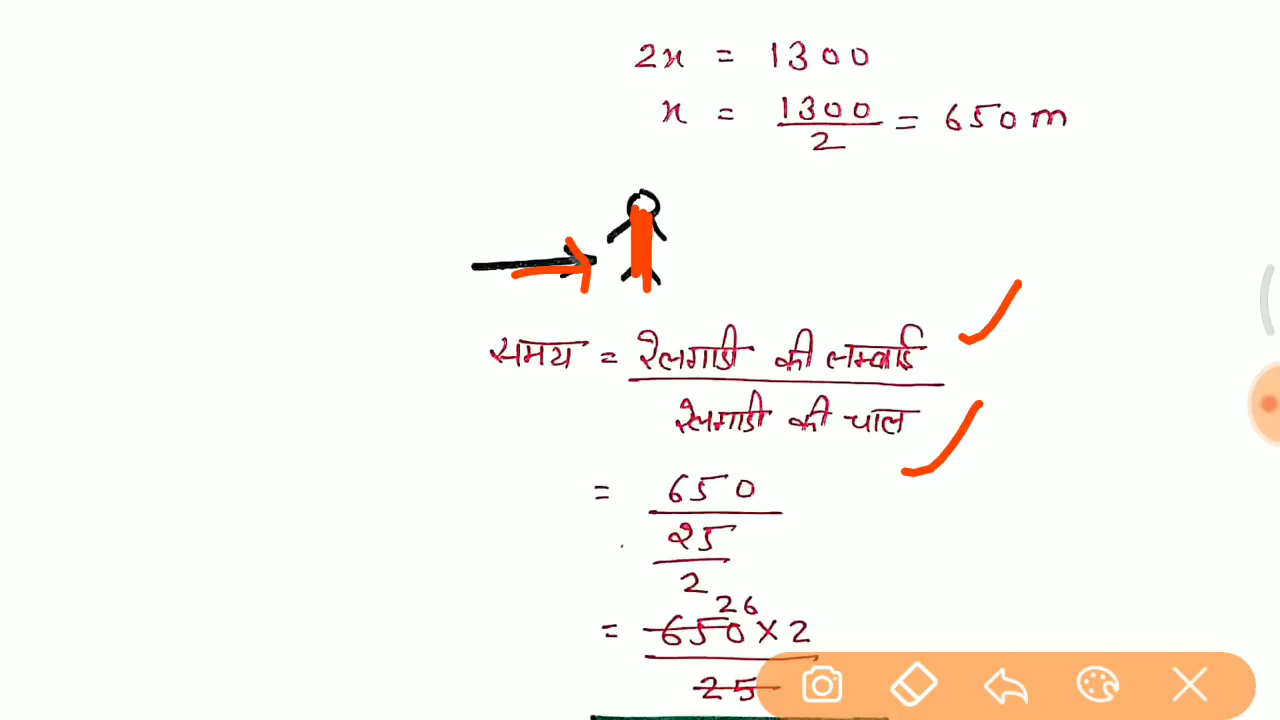 2x = 1300
x = 1300/2 = 650 m
समय = रेलगाडी की लम्बाई
रेलगाडी की चाल
= 650
25
2
26
= 650 × 2
25